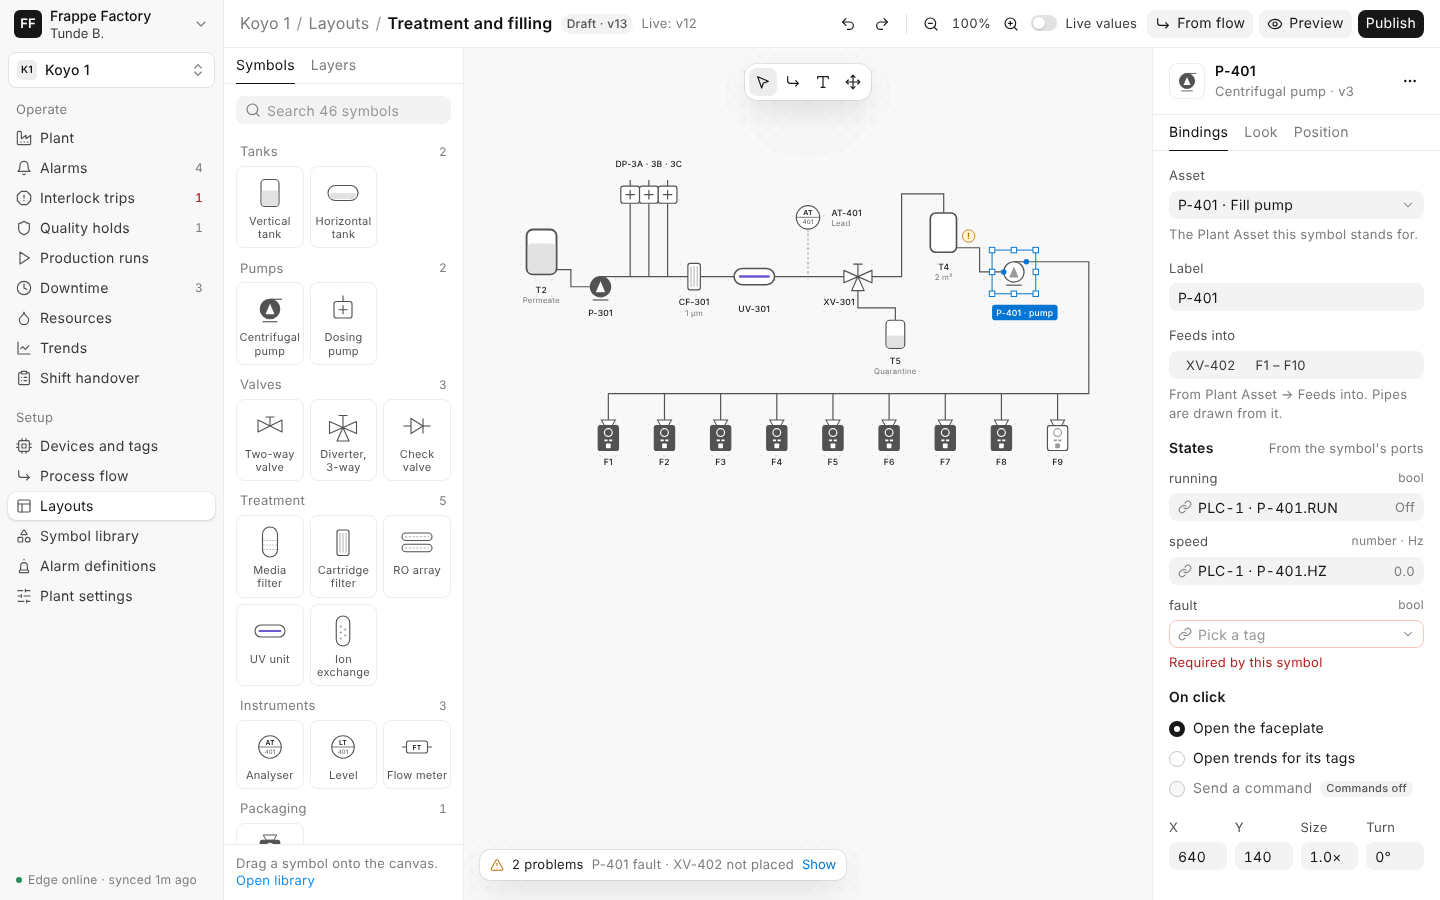 FF
Frappe Factory
Tunde B.
K1 Koyo 1
Operate
Plant
Alarms 4
Interlock trips 1
Quality holds 1
Production runs
Downtime 3
Resources
Trends
Shift handover
Setup
Devices and tags
Process flow
Layouts
Symbol library
Alarm definitions
Plant settings
Edge online · synced 1m ago
Koyo 1 / Layouts / Treatment and filling Draft · v13 Live: v12
100% Live values From flow Preview Publish
Symbols Layers
Search 46 symbols
Tanks 2
Vertical tank
Horizontal tank
Pumps 2
Centrifugal pump
Dosing pump
Valves 3
Two-way valve
Diverter, 3-way
Check valve
Treatment 5
Media filter
Cartridge filter
RO array
UV unit
Ion exchange
Instruments 3
AT 401 Analyser
LT 401 Level
FT Flow meter
Packaging 1
Drag a symbol onto the canvas.
Open library
DP-3A · 3B · 3C
AT 401
AT-401
Lead
T2
Permeate
P-301
CF-301
1 µm
UV-301
XV-301
T4
2 m³
P-401 · pump
T5
Quarantine
F1 F2 F3 F4 F5 F6 F7 F8 F9
2 problems P-401 fault · XV-402 not placed Show
P-401
Centrifugal pump · v3
Bindings Look Position
Asset
P-401 · Fill pump
The Plant Asset this symbol stands for.
Label
P-401
Feeds into
XV-402 F1 – F10
From Plant Asset → Feeds into. Pipes
are drawn from it.
States From the symbol's ports
running bool
PLC-1 · P-401.RUN Off
speed number · Hz
PLC-1 · P-401.HZ 0.0
fault bool
Pick a tag
Required by this symbol
On click
Open the faceplate
Open trends for its tags
Send a command Commands off
X Y Size Turn
640 140 1.0× 0°